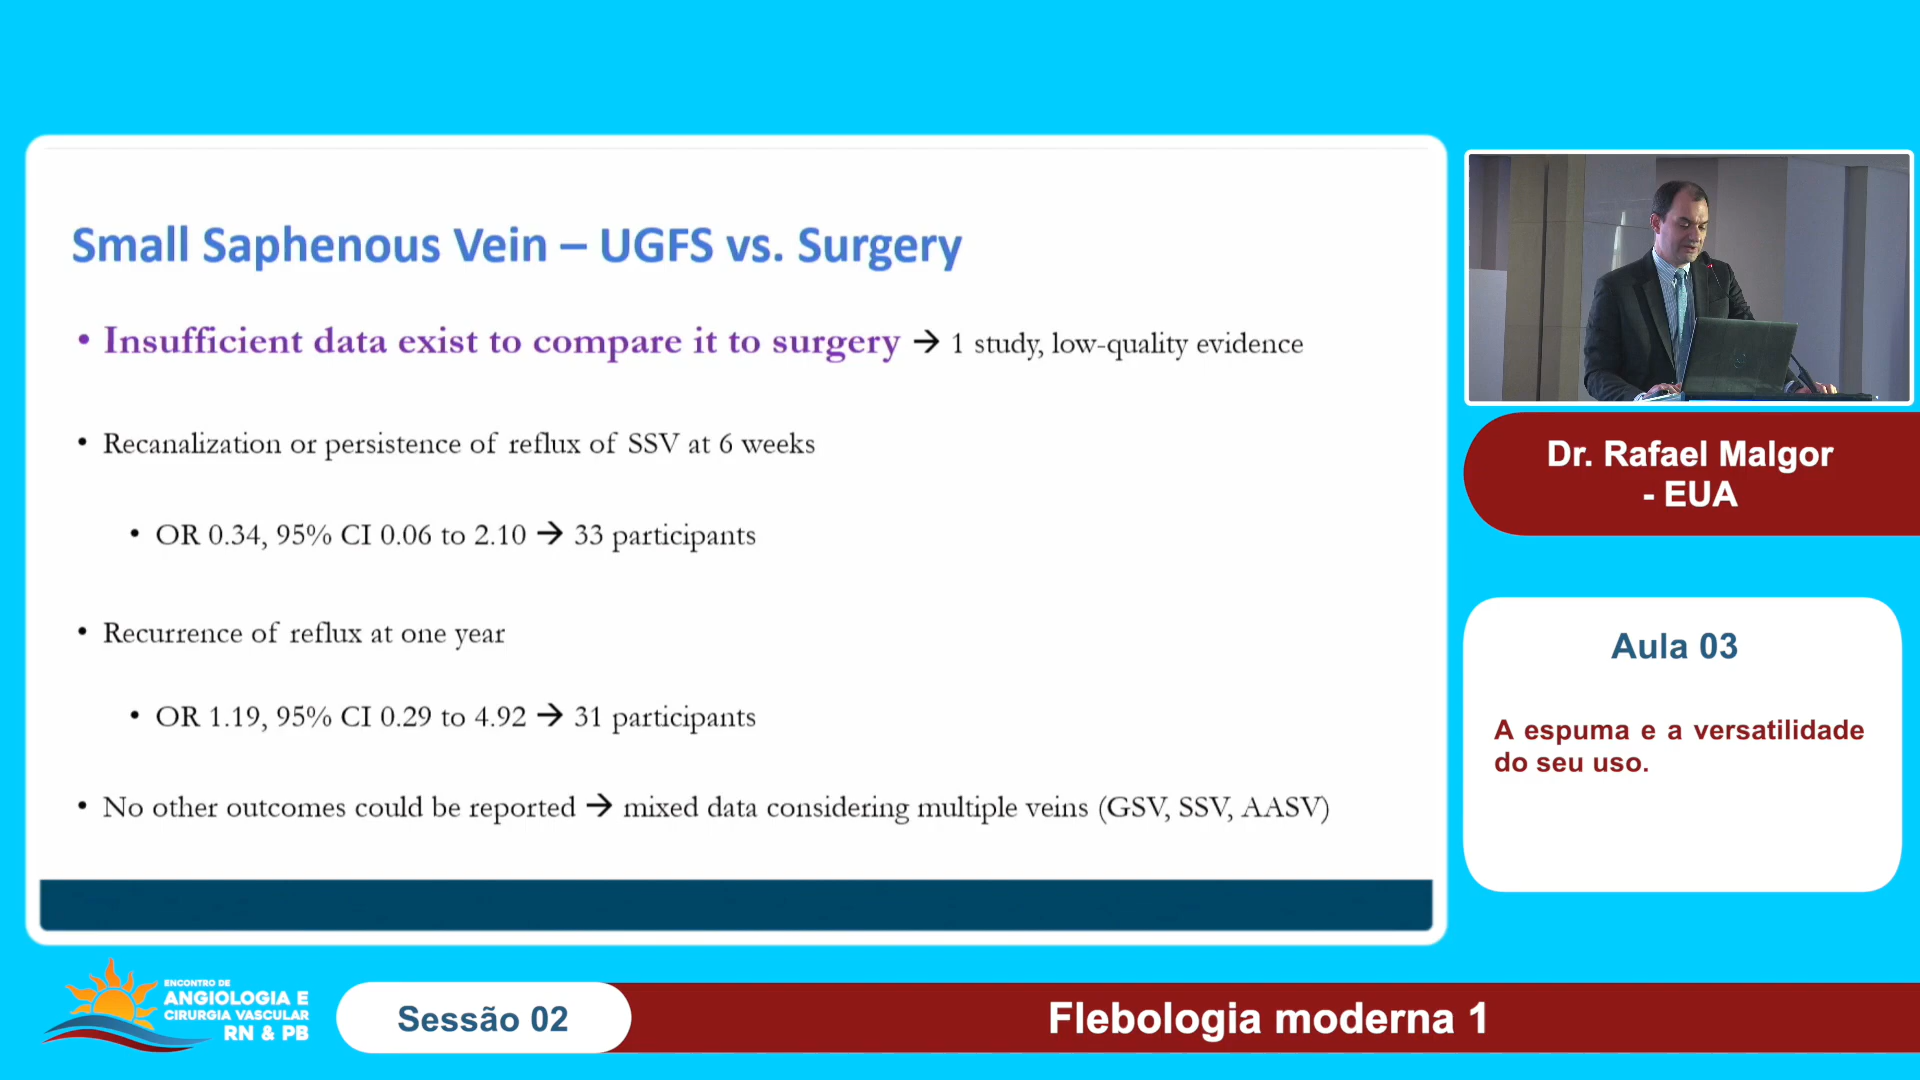 Small Saphenous Vein – UGFS vs. Surgery
• Insufficient data exist to compare it to surgery → 1 study, low-quality evidence
• Recanalization or persistence of reflux of SSV at 6 weeks
• OR 0.34, 95% CI 0.06 to 2.10 → 33 participants
• Recurrence of reflux at one year
• OR 1.19, 95% CI 0.29 to 4.92 → 31 participants
• No other outcomes could be reported → mixed data considering multiple veins (GSV, SSV, AASV)
Dr. Rafael Malgor
- EUA
Aula 03
A espuma e a versatilidade
do seu uso.
ENCONTRO DE
ANGIOLOGIA E
CIRURGIA VASCULAR
RN & PB
Sessão 02
Flebologia moderna 1